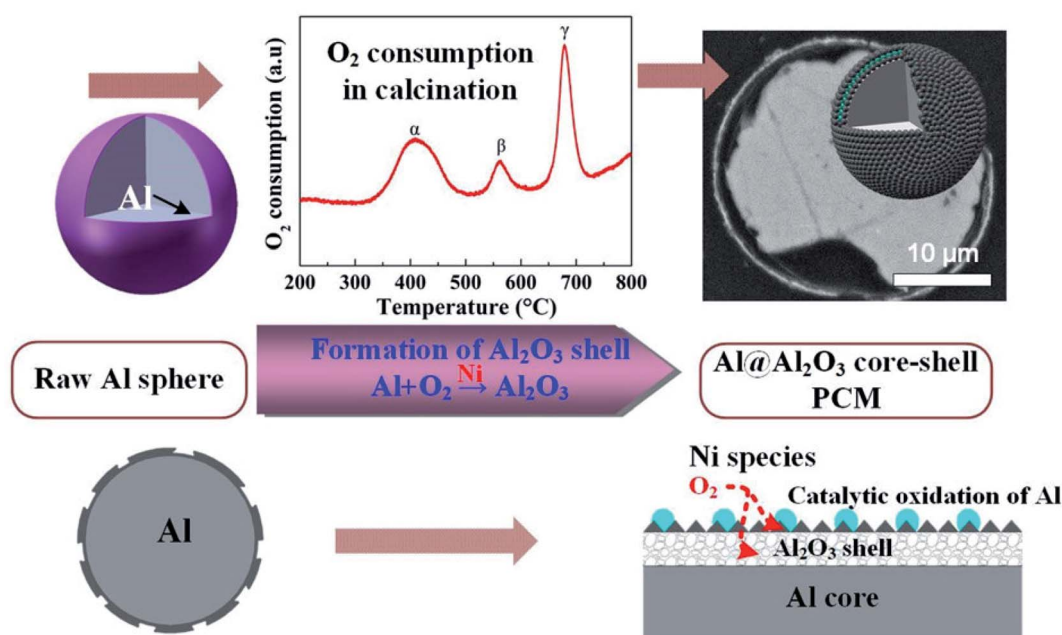 O₂ consumption
in calcination
α
β
γ
O₂ consumption (a.u)
200 300 400 500 600 700 800
Temperature (°C)
Al
10 μm
Raw Al sphere
Formation of Al₂O₃ shell
Ni
Al+O₂ → Al₂O₃
Al@Al₂O₃ core-shell
PCM
Al
Ni species
O₂
Catalytic oxidation of Al
Al₂O₃ shell
Al core